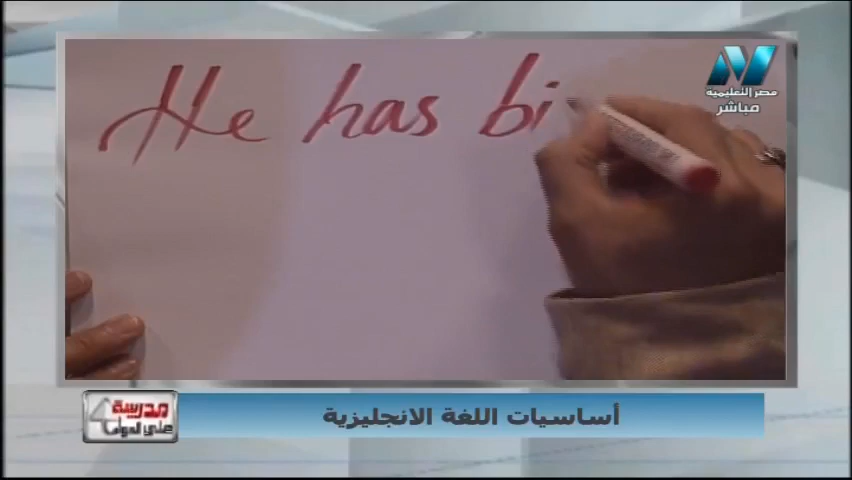 He has bi
مصر التعليمية
مباشر
أساسيات اللغة الانجليزية
مدرسة
على الهواء